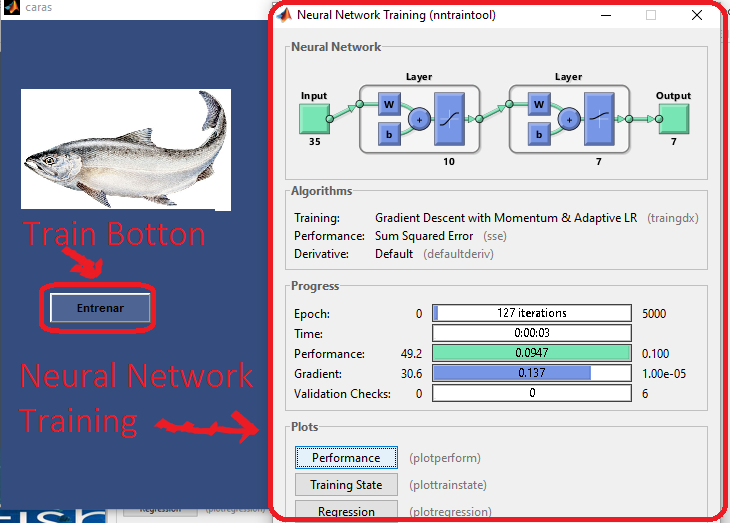 caras
Train Botton
Entrenar
Neural Network
Training
Neural Network Training (nntraintool)
Neural Network
Layer
Layer
Input
Output
W
b
+
W
b
+
35
10
7
7
Algorithms
Training: Gradient Descent with Momentum & Adaptive LR (traingdx)
Performance: Sum Squared Error (sse)
Derivative: Default (defaultderiv)
Progress
Epoch: 0 127 iterations 5000
Time: 0:00:03
Performance: 49.2 0.0947 0.100
Gradient: 30.6 0.137 1.00e-05
Validation Checks: 0 0 6
Plots
Performance (plotperform)
Training State (plottrainstate)
Regression (plotregression)
Regression (plotregression)